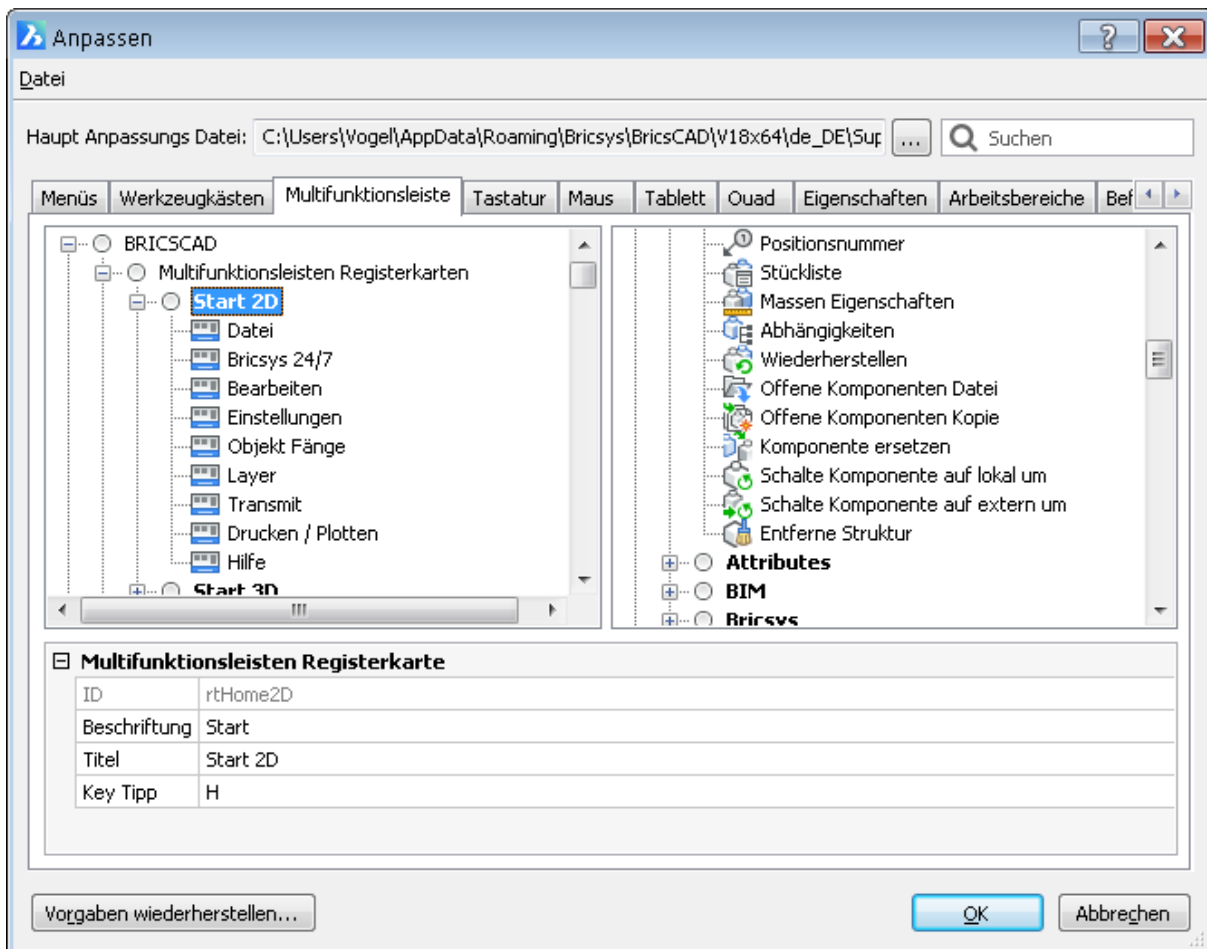 Anpassen
Datei
Haupt Anpassungs Datei: C:\Users\Vogel\AppData\Roaming\Bricsys\BricsCAD\V18x64\de_DE\Sup ... Suchen
Menüs Werkzeugkästen Multifunktionsleiste Tastatur Maus Tablett Quad Eigenschaften Arbeitsbereiche Bef
BRICSCAD
Multifunktionsleisten Registerkarten
Start 2D
Datei
Bricsys 24/7
Bearbeiten
Einstellungen
Objekt Fänge
Layer
Transmit
Drucken / Plotten
Hilfe
Start 3D
Positionsnummer
Stückliste
Massen Eigenschaften
Abhängigkeiten
Wiederherstellen
Offene Komponenten Datei
Offene Komponenten Kopie
Komponente ersetzen
Schalte Komponente auf lokal um
Schalte Komponente auf extern um
Entferne Struktur
Attributes
BIM
Bricsys
Multifunktionsleisten Registerkarte
ID rtHome2D
Beschriftung Start
Titel Start 2D
Key Tipp H
Vorgaben wiederherstellen... OK Abbrechen